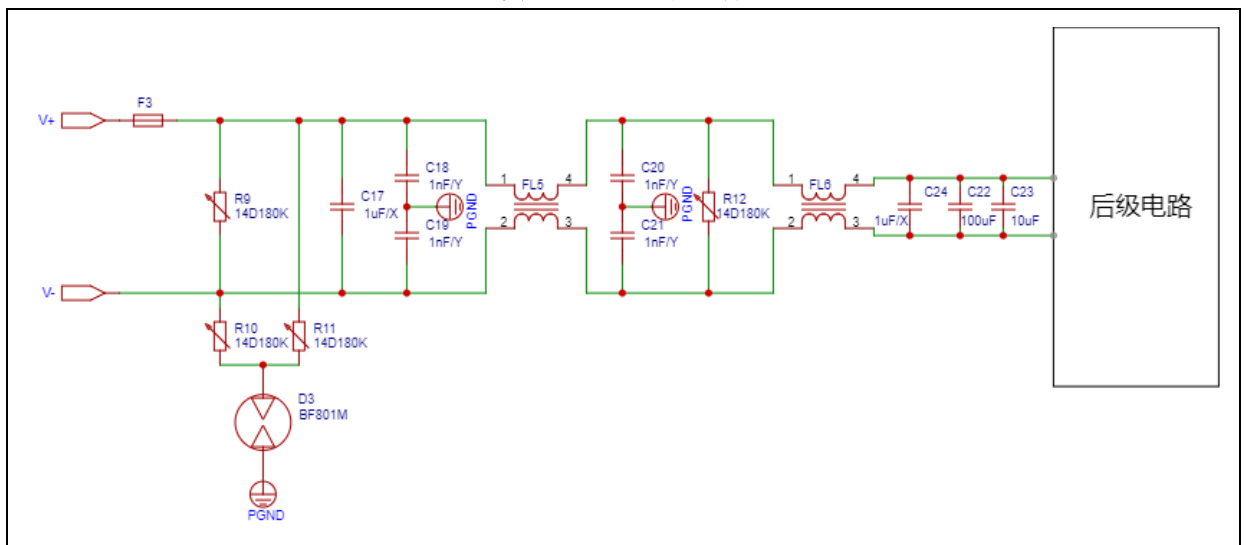 F3
V+
R9
14D180K
C17
1uF/X
C18
1nF/Y
PGND
C19
1nF/Y
1
FL5
4
2
3
C20
1nF/Y
PGND
C21
1nF/Y
R12
14D180K
1
FL6
4
2
3
C24
1uF/X
C22
100uF
C23
10uF
后级电路
V-
R10
14D180K
R11
14D180K
D3
BF801M
PGND